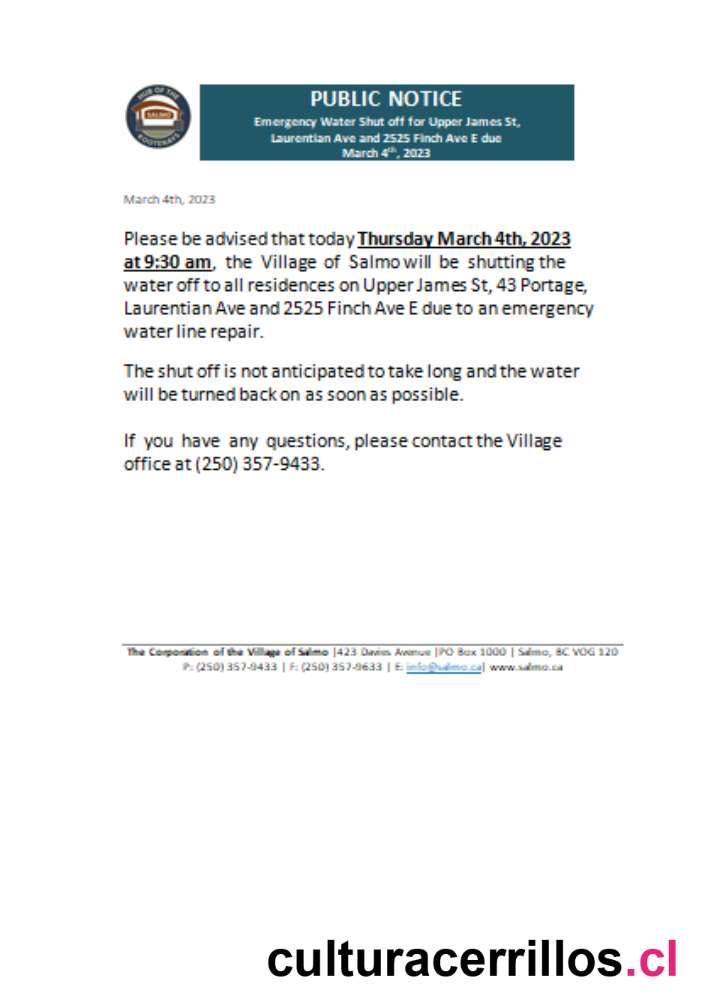 HUB OF THE
SALMO
KOOTENAYS
PUBLIC NOTICE
Emergency Water Shut off for Upper James St,
Laurentian Ave and 2525 Finch Ave E due
March 4th, 2023
March 4th, 2023
Please be advised that today Thursday March 4th, 2023
at 9:30 am, the Village of Salmo will be shutting the
water off to all residences on Upper James St, 43 Portage,
Laurentian Ave and 2525 Finch Ave E due to an emergency
water line repair.
The shut off is not anticipated to take long and the water
will be turned back on as soon as possible.
If you have any questions, please contact the Village
office at (250) 357-9433.
The Corporation of the Village of Salmo |423 Davies Avenue |PO Box 1000 | Salmo, BC V0G 1Z0
P: (250) 357-9433 | F: (250) 357-9633 | E: info@salmo.ca| www.salmo.ca
culturacerrillos.cl